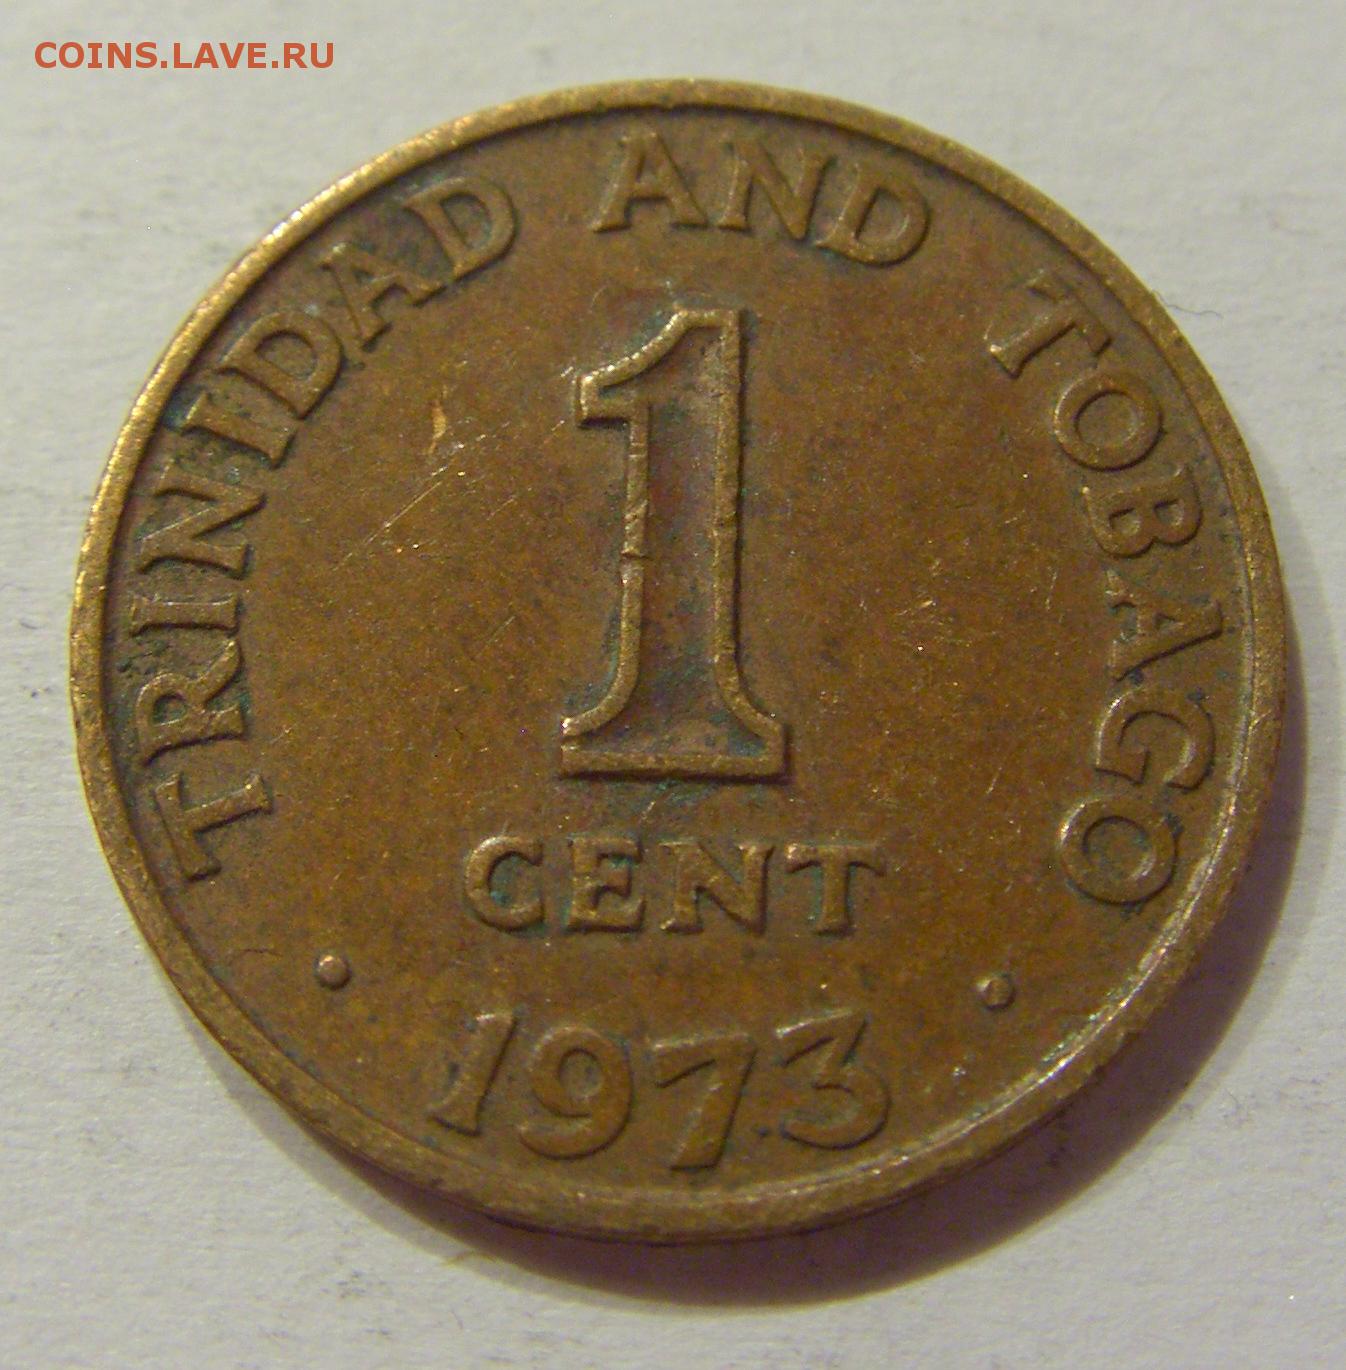 COINS.LAVE.RU
TRINIDAD AND TOBAGO
1
CENT
· 1973 ·